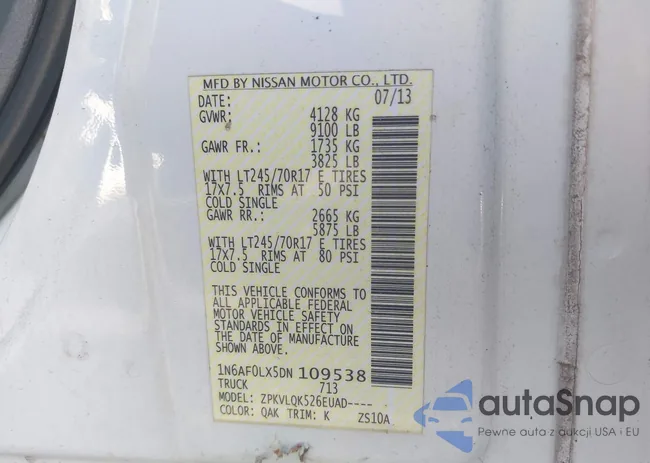 MFD BY NISSAN MOTOR CO., LTD.
DATE: 07/13
GVWR: 4128 KG
9100 LB
GAWR FR.: 1735 KG
3825 LB
WITH LT245/70R17 E TIRES
17X7.5 RIMS AT 50 PSI
COLD SINGLE
GAWR RR.: 2665 KG
5875 LB
WITH LT245/70R17 E TIRES
17X7.5 RIMS AT 80 PSI
COLD SINGLE
THIS VEHICLE CONFORMS TO
ALL APPLICABLE FEDERAL
MOTOR VEHICLE SAFETY
STANDARDS IN EFFECT ON
THE DATE OF MANUFACTURE
SHOWN ABOVE.
1N6AF0LX5DN109538
TRUCK 713
MODEL: ZPKVLQK526EUAD----
COLOR: QAK TRIM: K ZS10A
autoSnap
Pewne auta z aukcji USA i EU